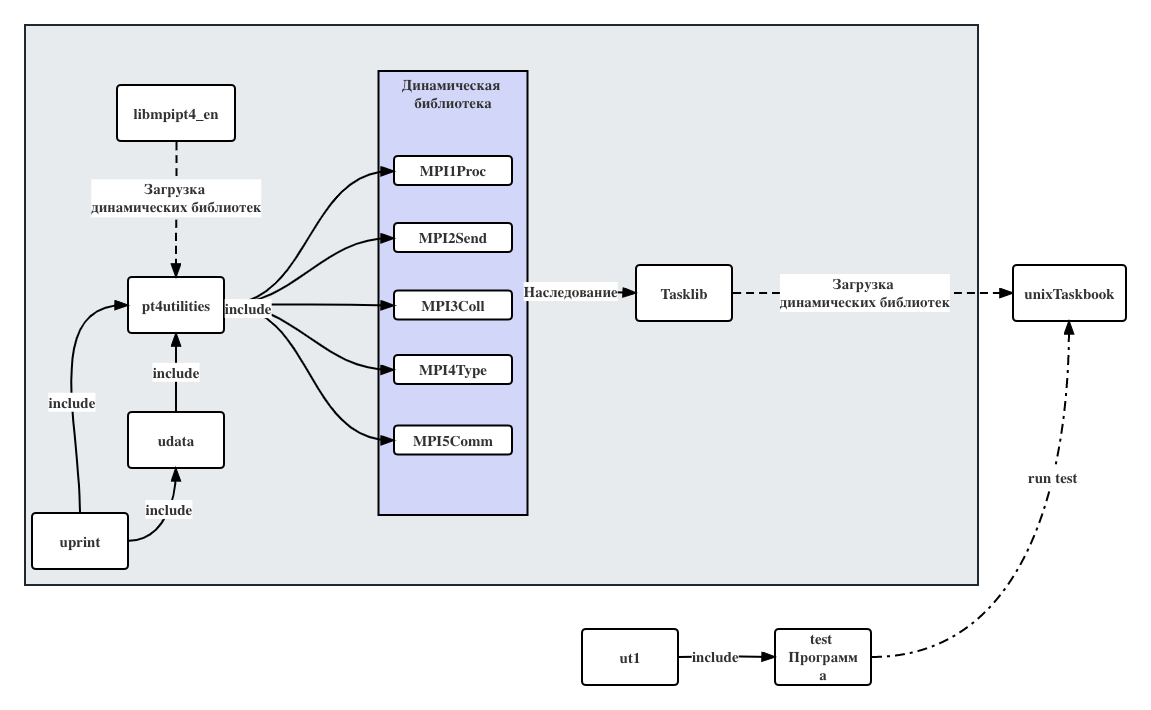 Динамическая
библиотека
libmpipt4_en
MPI1Proc
Загрузка
динамических библиотек
MPI2Send
pt4utilities
include
MPI3Coll
Наследование
Tasklib
Загрузка
динамических библиотек
unixTaskbook
include
MPI4Type
include
udata
MPI5Comm
run test
include
uprint
ut1
include
test
Программ
а